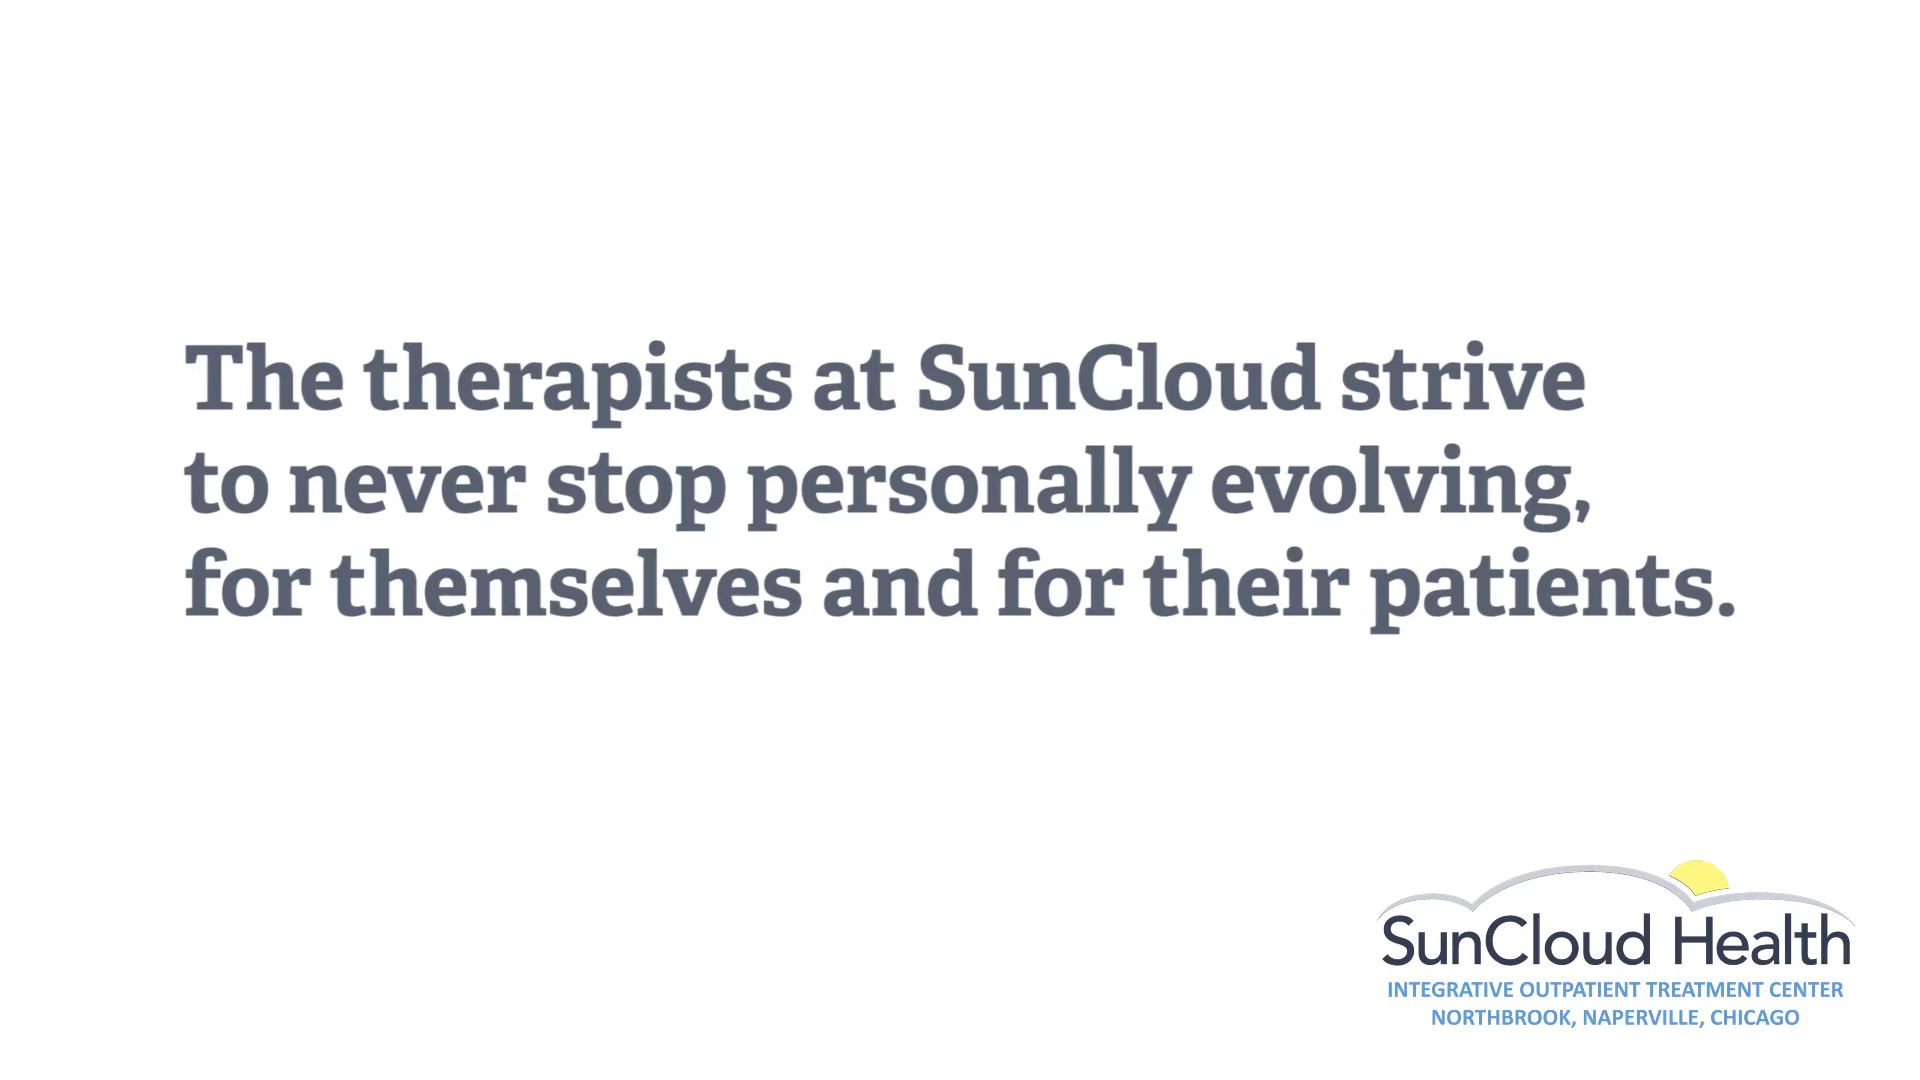 The therapists at SunCloud strive
to never stop personally evolving,
for themselves and for their patients.
SunCloud Health
INTEGRATIVE OUTPATIENT TREATMENT CENTER
NORTHBROOK, NAPERVILLE, CHICAGO